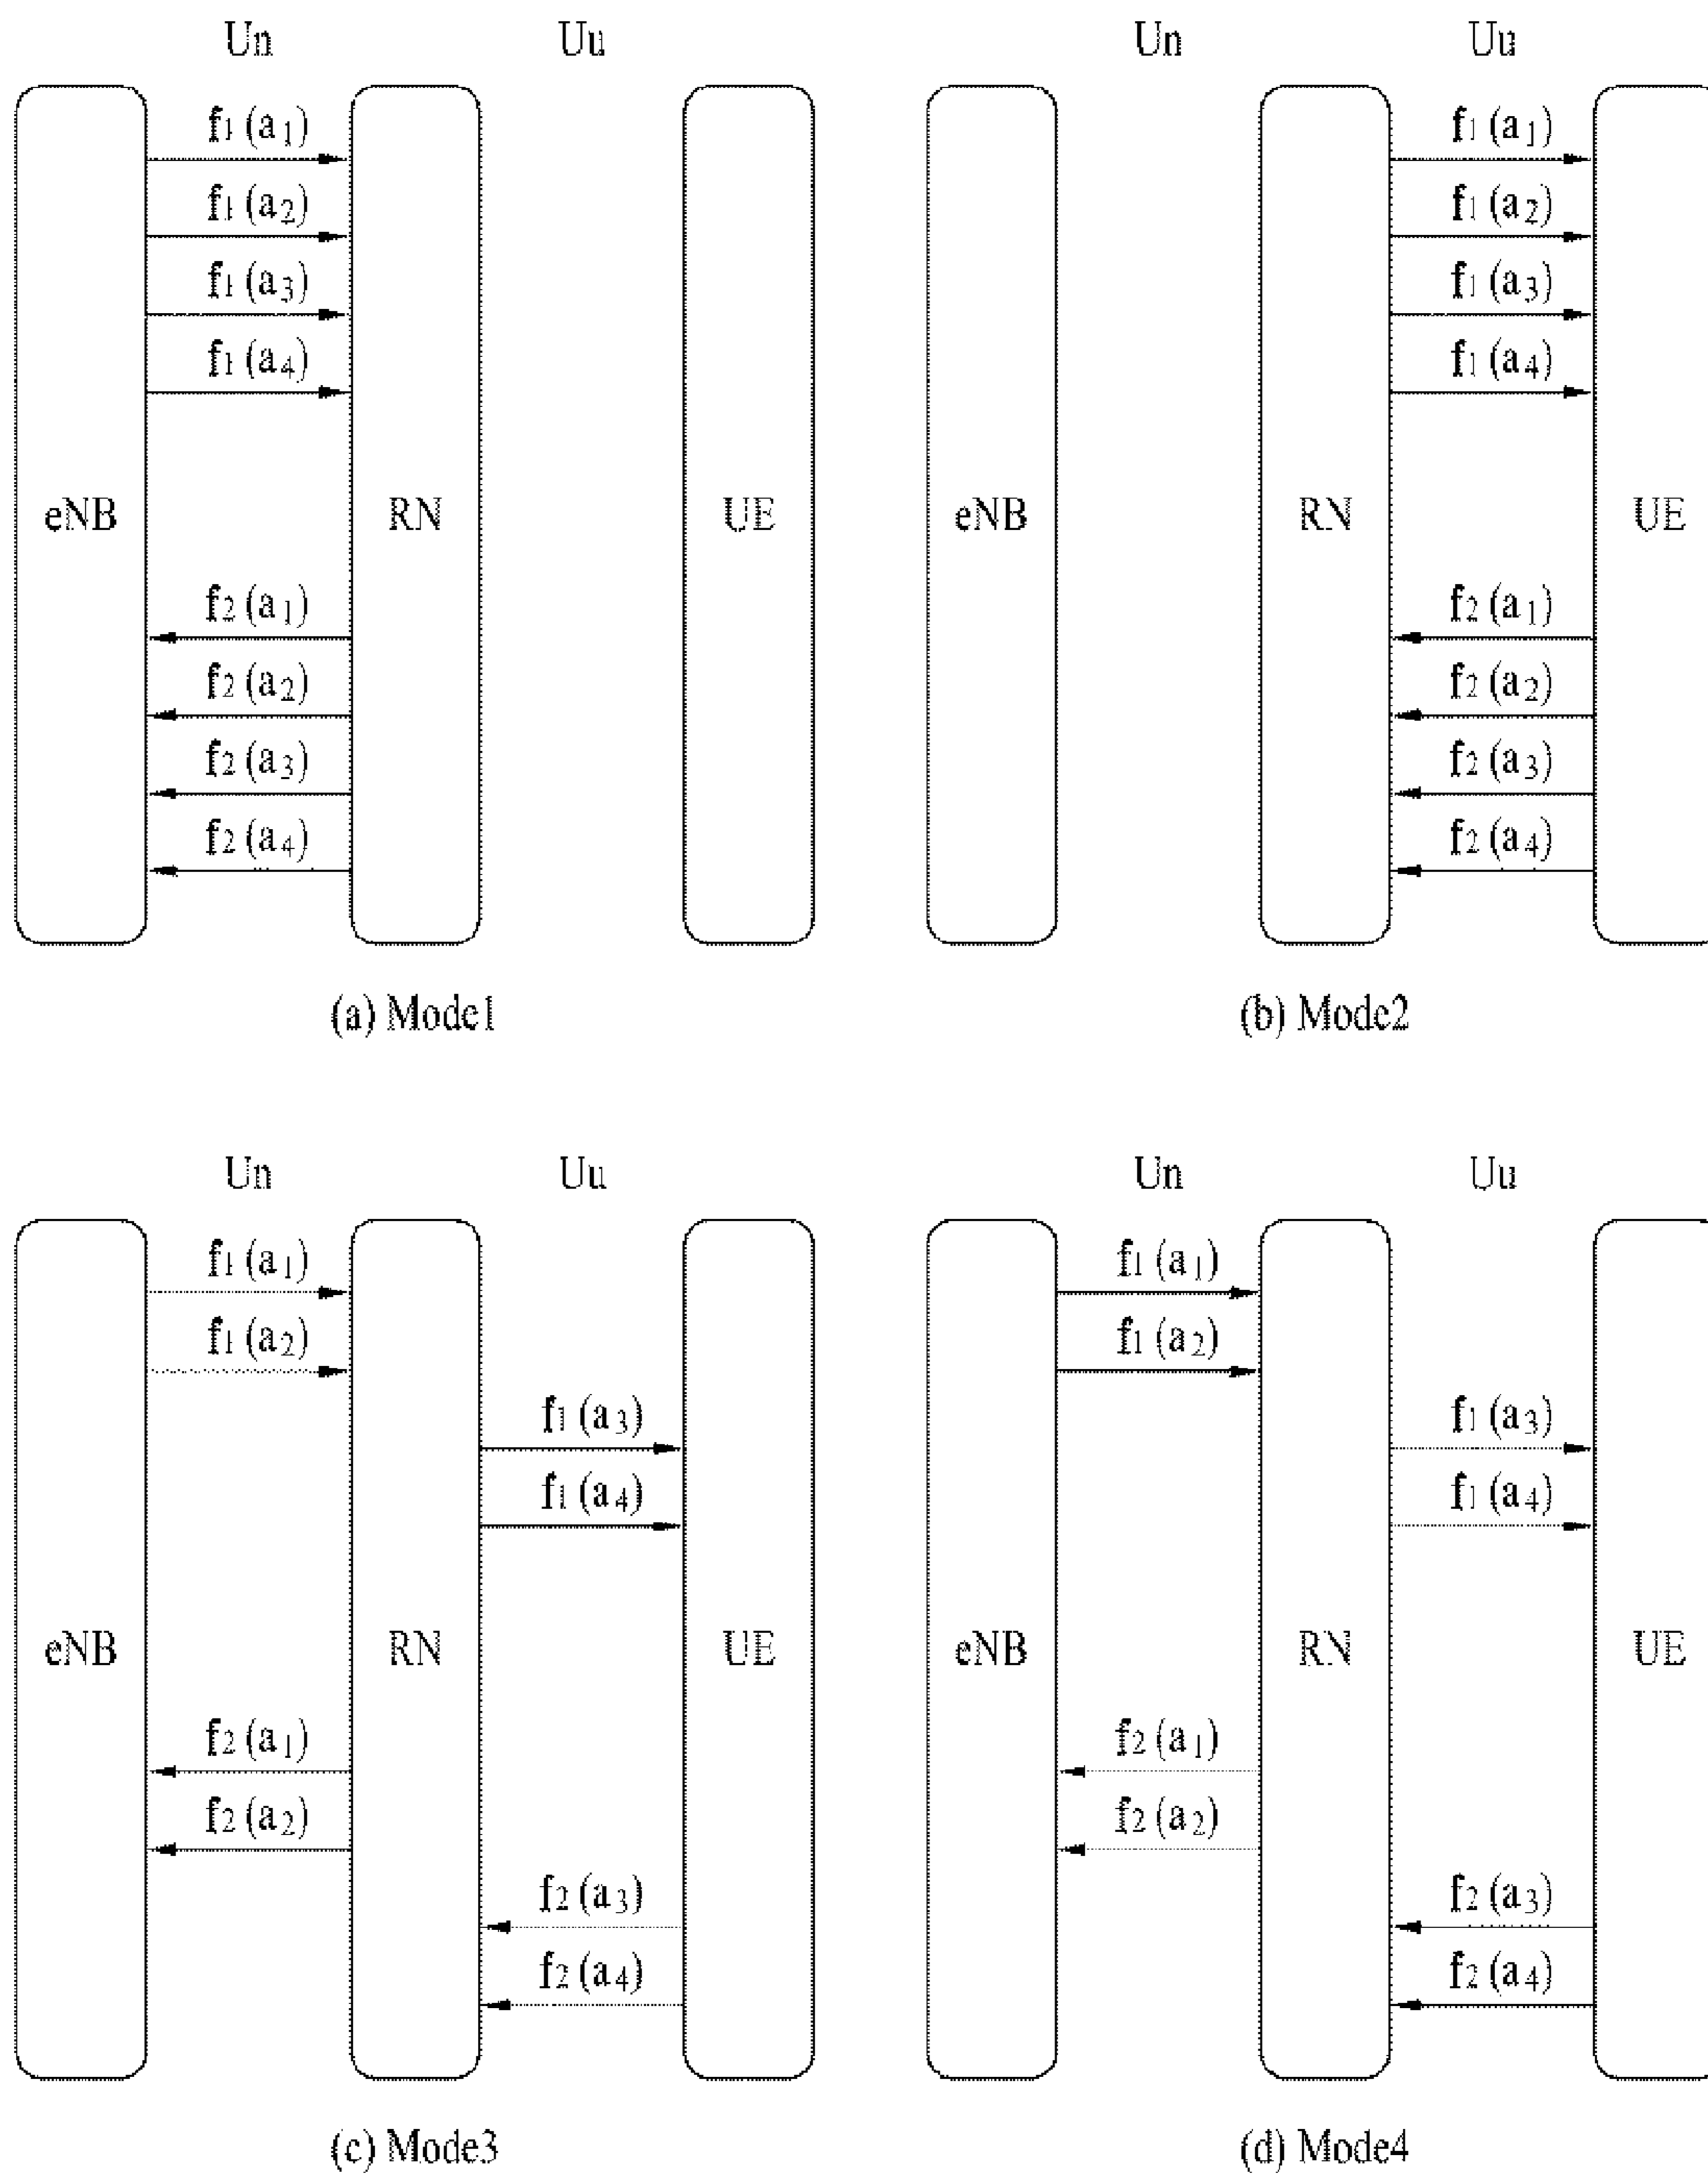 Un Uu Un Uu
f1 (a1) f1 (a1)
f1 (a2) f1 (a2)
f1 (a3) f1 (a3)
f1 (a4) f1 (a4)
eNB RN UE eNB RN UE
f2 (a1) f2 (a1)
f2 (a2) f2 (a2)
f2 (a3) f2 (a3)
f2 (a4) f2 (a4)
(a) Mode1 (b) Mode2
Un Uu Un Uu
f1 (a1) f1 (a1)
f1 (a2) f1 (a2)
f1 (a3) f1 (a3)
f1 (a4) f1 (a4)
eNB RN UE eNB RN UE
f2 (a1) f2 (a1)
f2 (a2) f2 (a2)
f2 (a3) f2 (a3)
f2 (a4) f2 (a4)
(c) Mode3 (d) Mode4